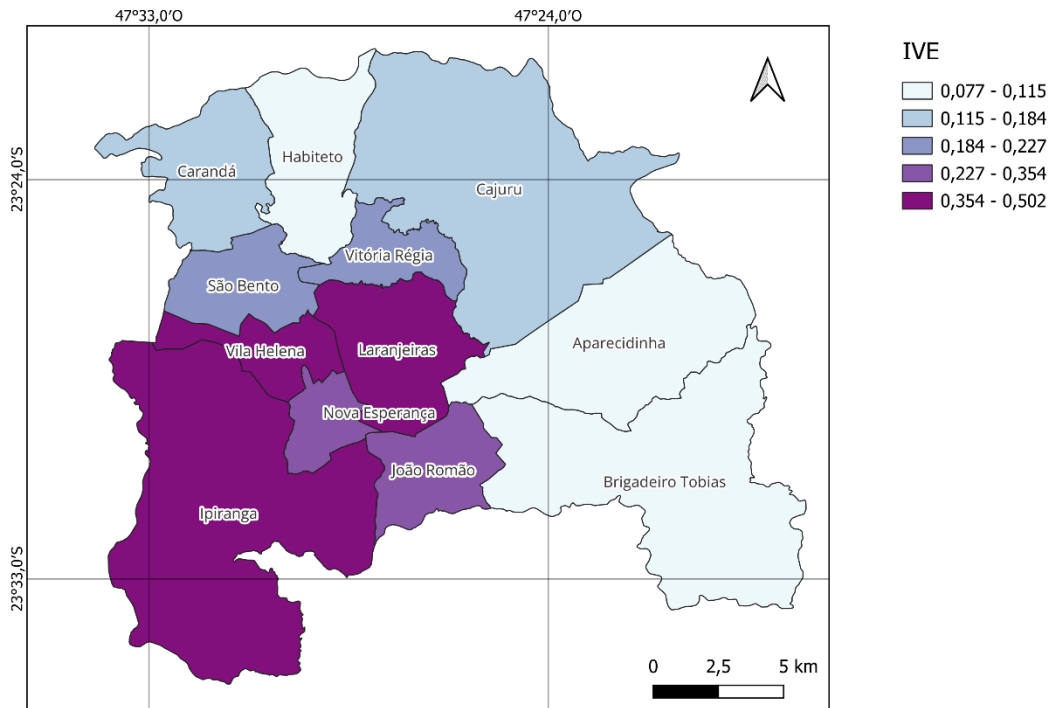 47°33,0'O
47°24,0'O
IVE
0,077 - 0,115
0,115 - 0,184
0,184 - 0,227
0,227 - 0,354
0,354 - 0,502
23°24,0'S
Carandá
Habiteto
Cajuru
Vitória Régia
São Bento
Vila Helena
Laranjeiras
Aparecidinha
Nova Esperança
João Romão
Brigadeiro Tobias
Ipiranga
23°33,0'S
0 2,5 5 km